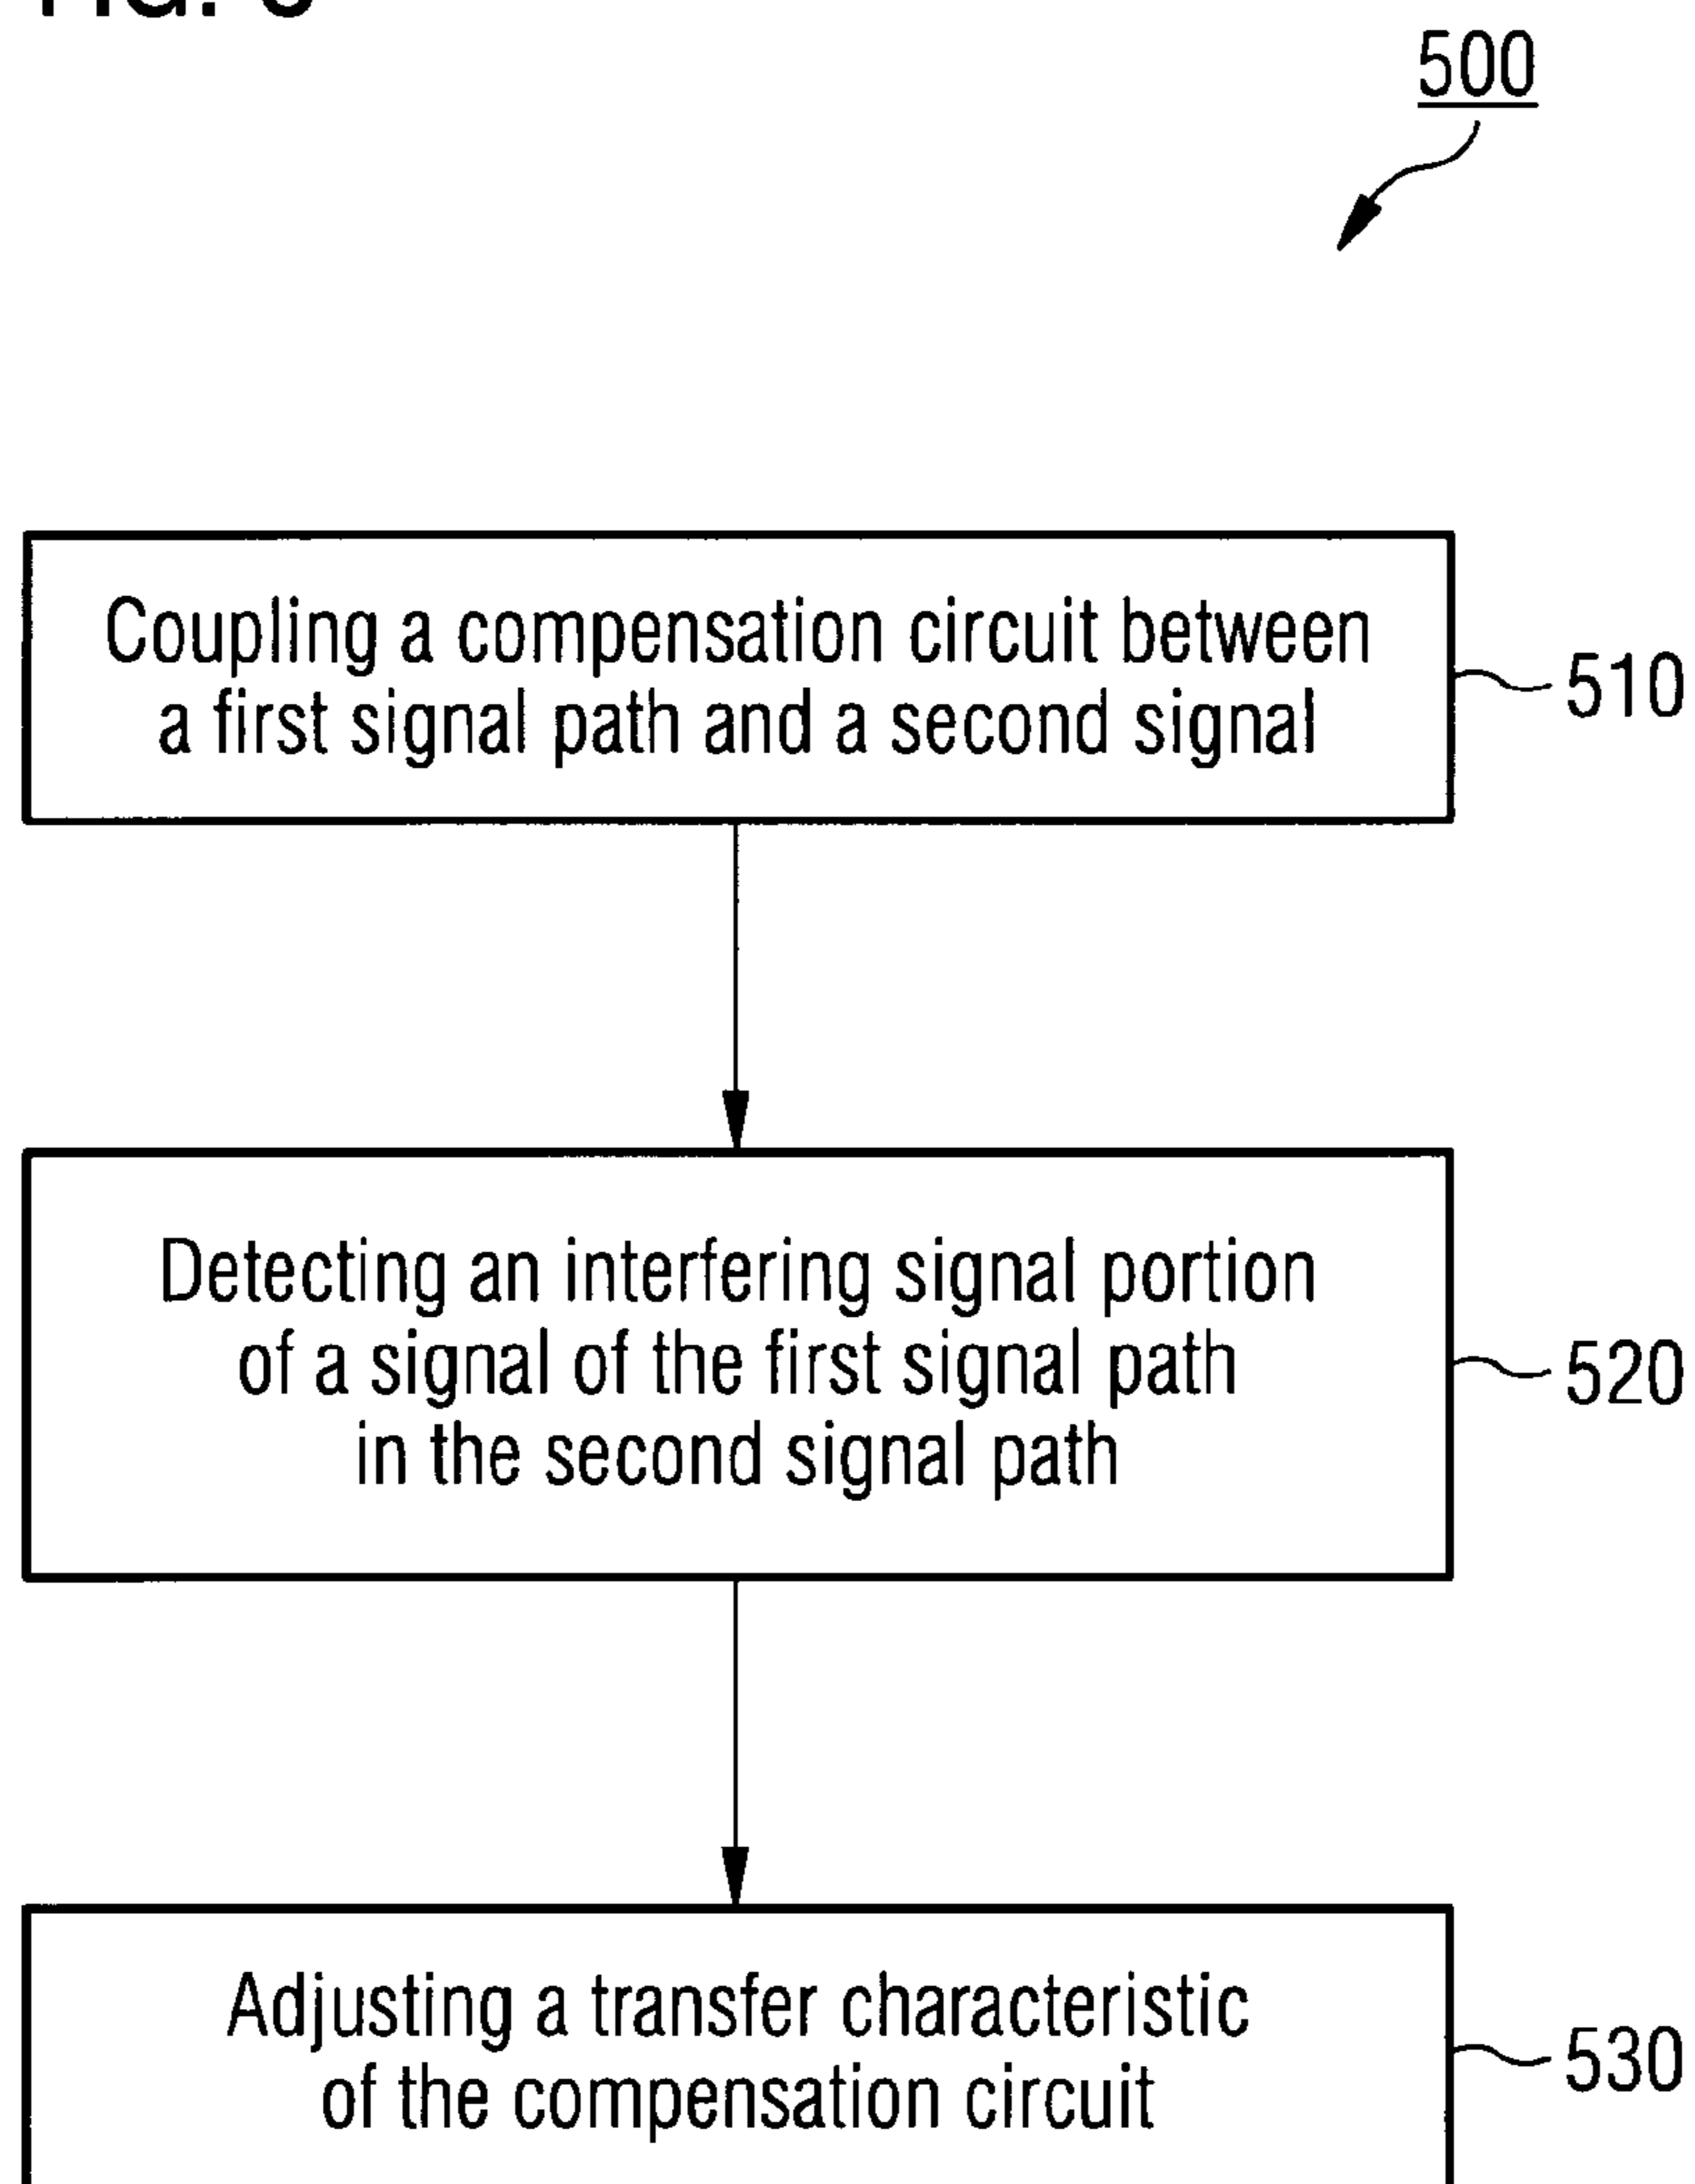 500
Coupling a compensation circuit between
a first signal path and a second signal
510
Detecting an interfering signal portion
of a signal of the first signal path
in the second signal path
520
Adjusting a transfer characteristic
of the compensation circuit
530